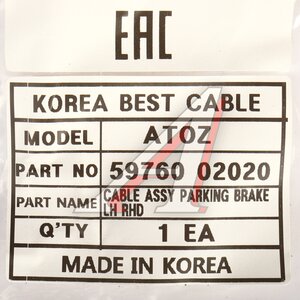 EAC
KOREA BEST CABLE
MODEL ATOZ
PART NO 59760 02020
PART NAME CABLE ASSY PARKING BRAKE
LH RHD
Q'TY 1 EA
MADE IN KOREA